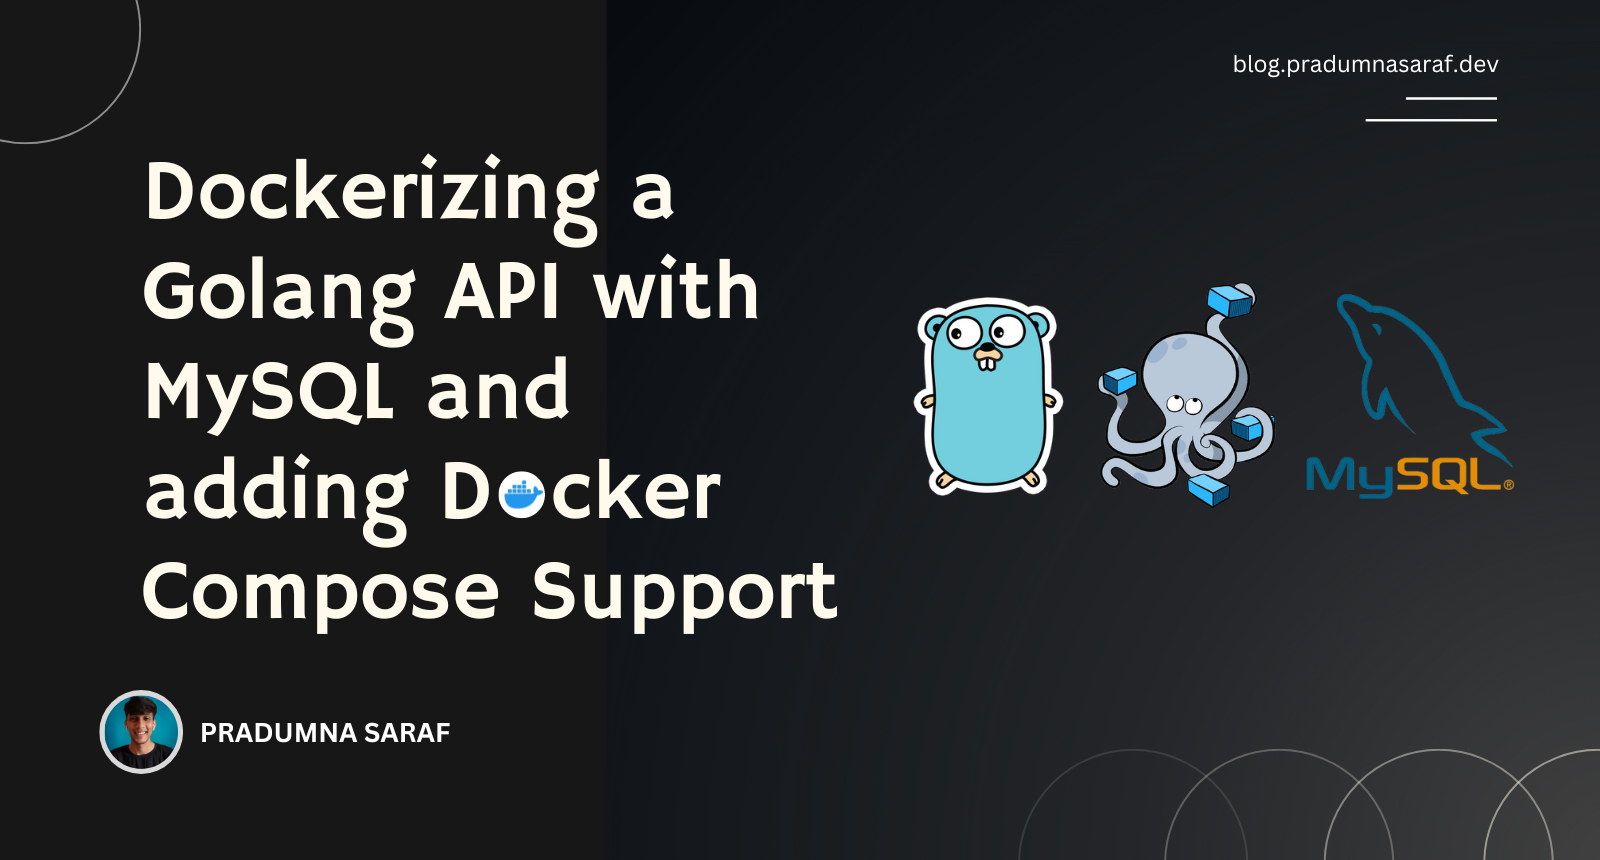 blog.pradumnasaraf.dev
Dockerizing a
Golang API with
MySQL and
adding Docker
Compose Support
MySQL®
PRADUMNA SARAF